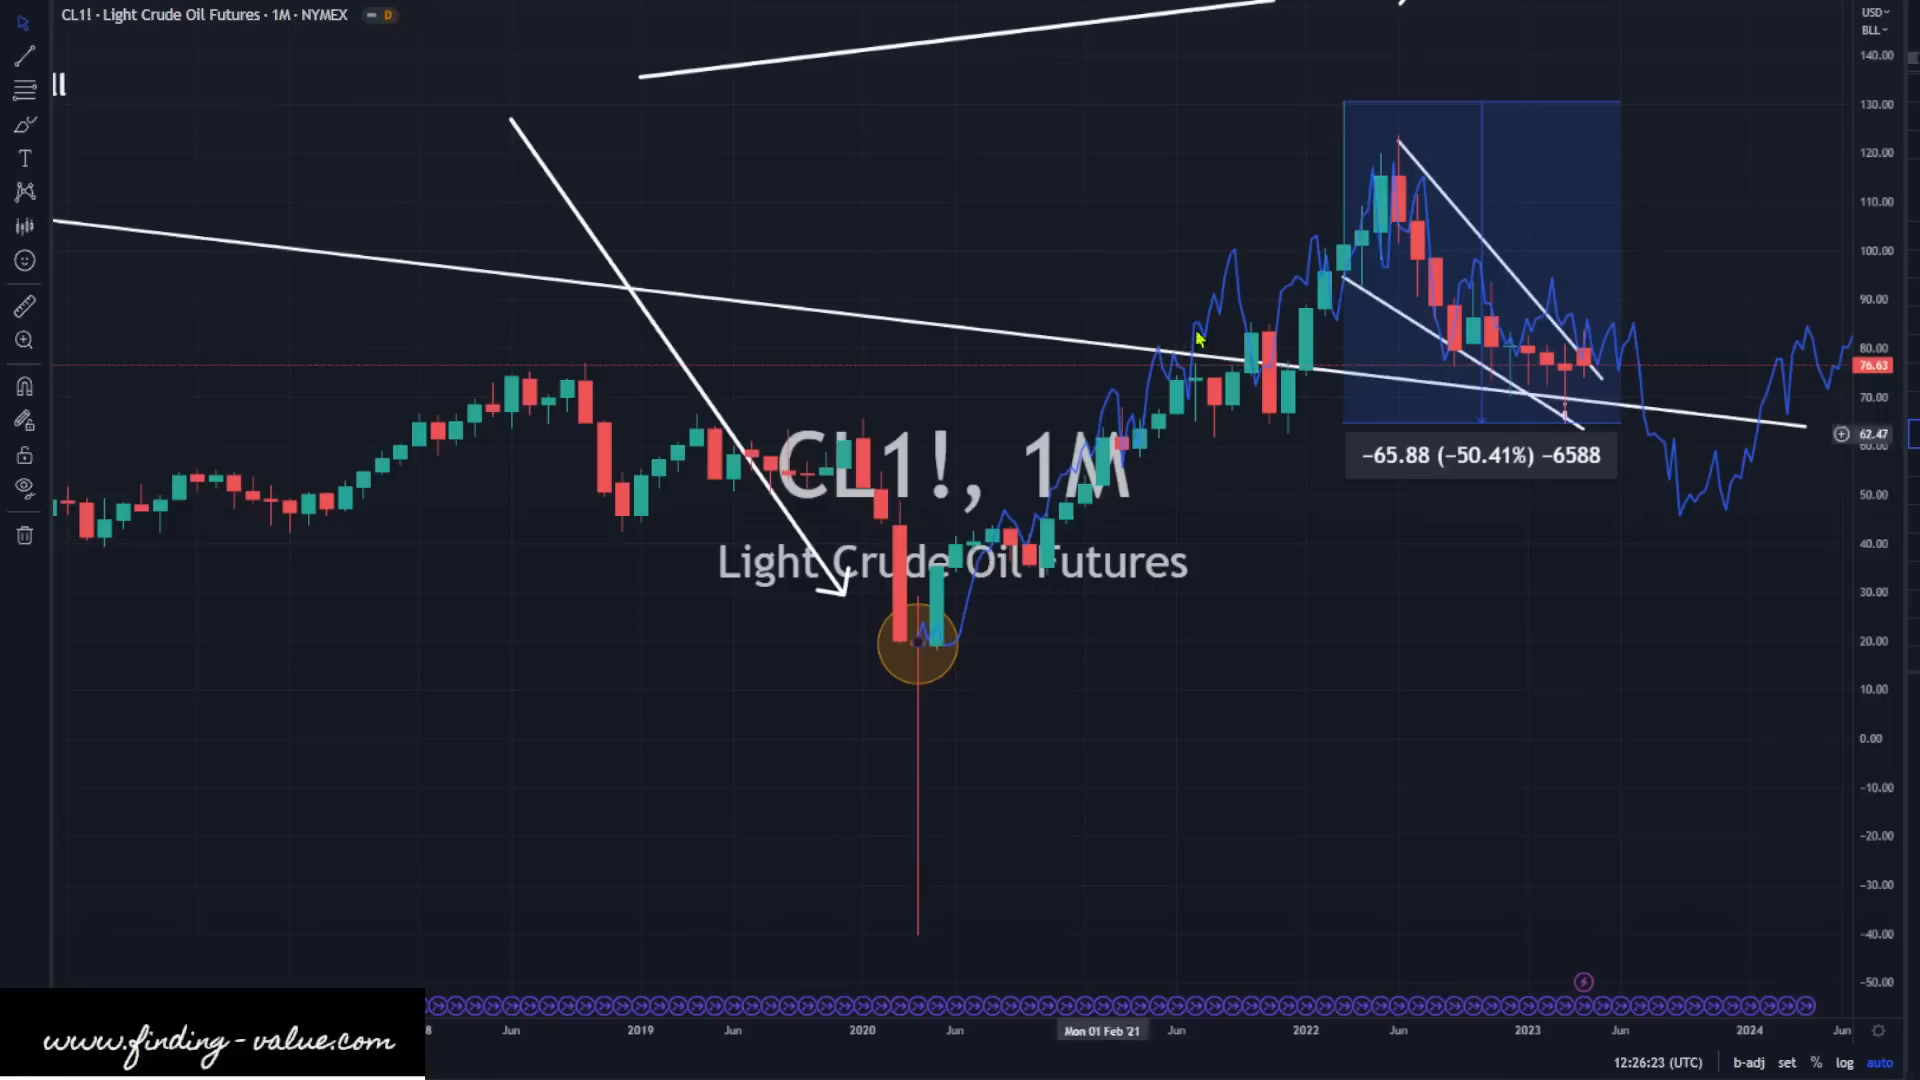 CL1! · Light Crude Oil Futures · 1M · NYMEX D
USD
BLL
140.00
130.00
120.00
110.00
100.00
90.00
80.00
76.63
70.00
62.47
60.00
50.00
40.00
30.00
20.00
10.00
0.00
−10.00
−20.00
−30.00
−40.00
−50.00
−65.88 (−50.41%) −6588
CL1!, 1M
Light Crude Oil Futures
8 Jun 2019 Jun 2020 Jun Mon 01 Feb '21 Jun 2022 Jun 2023 Jun 2024 Jun
www.finding-value.com
12:26:23 (UTC) b-adj set % log auto